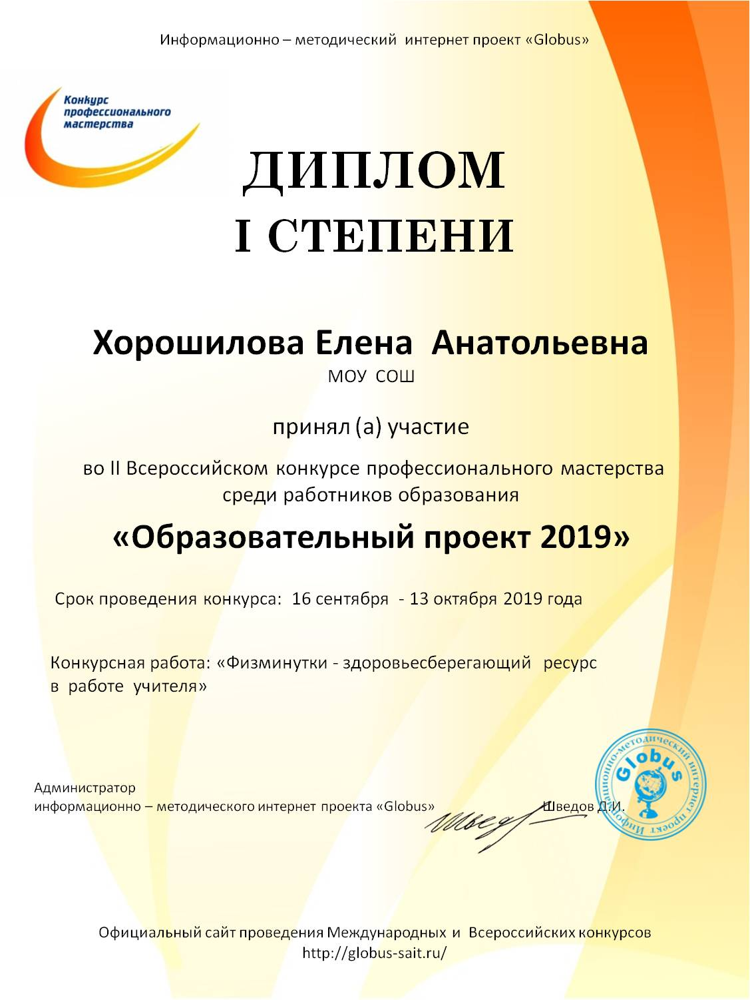 Информационно – методический интернет проект «Globus»
Конкурс
профессионального
мастерства
ДИПЛОМ
I СТЕПЕНИ
Хорошилова Елена Анатольевна
МОУ СОШ
принял (а) участие
во II Всероссийском конкурсе профессионального мастерства
среди работников образования
«Образовательный проект 2019»
Срок проведения конкурса: 16 сентября - 13 октября 2019 года
Конкурсная работа: «Физминутки - здоровьесберегающий ресурс
в работе учителя»
Администратор
информационно – методического интернет проекта «Globus»
Шведов Д.И.
Информационно-методический интернет проект
Globus
Официальный сайт проведения Международных и Всероссийских конкурсов
http://globus-sait.ru/